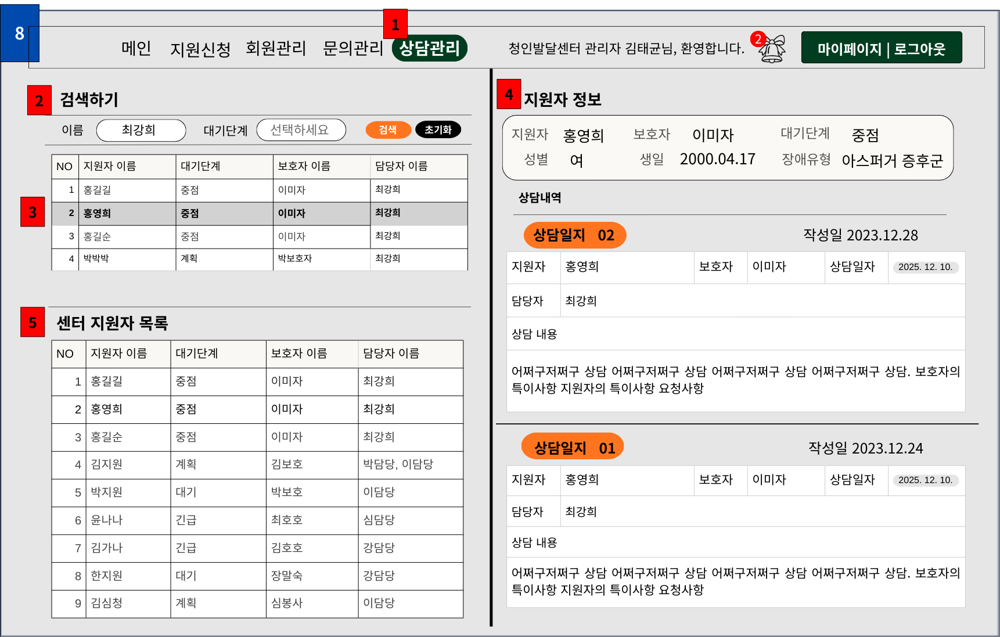 8
1
메인 지원신청 회원관리 문의관리 상담관리
청인발달센터 관리자 김태균님, 환영합니다.
2
마이페이지 | 로그아웃
2 검색하기
이름 최강희 대기단계 선택하세요 검색 초기화
NO 지원자 이름 대기단계 보호자 이름 담당자 이름
1 홍길길 중점 이미자 최강희
3
2 홍영희 중점 이미자 최강희
3 홍길순 중점 이미자 최강희
4 박박박 계획 박보호자 최강희
5 센터 지원자 목록
NO 지원자 이름 대기단계 보호자 이름 담당자 이름
1 홍길길 중점 이미자 최강희
2 홍영희 중점 이미자 최강희
3 홍길순 중점 이미자 최강희
4 김지원 계획 김보호 박담당, 이담당
5 박지원 대기 박보호 이담당
6 윤나나 긴급 최호호 심담당
7 김가나 긴급 김호호 강담당
8 한지원 대기 장말숙 강담당
9 김심청 계획 심봉사 이담당
4 지원자 정보
지원자 홍영희 보호자 이미자 대기단계 중점
성별 여 생일 2000.04.17 장애유형 아스퍼거 증후군
상담내역
상담일지 02 작성일 2023.12.28
지원자 홍영희 보호자 이미자 상담일자 2025. 12. 10.
담당자 최강희
상담 내용
어쩌구저쩌구 상담 어쩌구저쩌구 상담 어쩌구저쩌구 상담 어쩌구저쩌구 상담. 보호자의
특이사항 지원자의 특이사항 요청사항
상담일지 01 작성일 2023.12.24
지원자 홍영희 보호자 이미자 상담일자 2025. 12. 10.
담당자 최강희
상담 내용
어쩌구저쩌구 상담 어쩌구저쩌구 상담 어쩌구저쩌구 상담 어쩌구저쩌구 상담. 보호자의
특이사항 지원자의 특이사항 요청사항